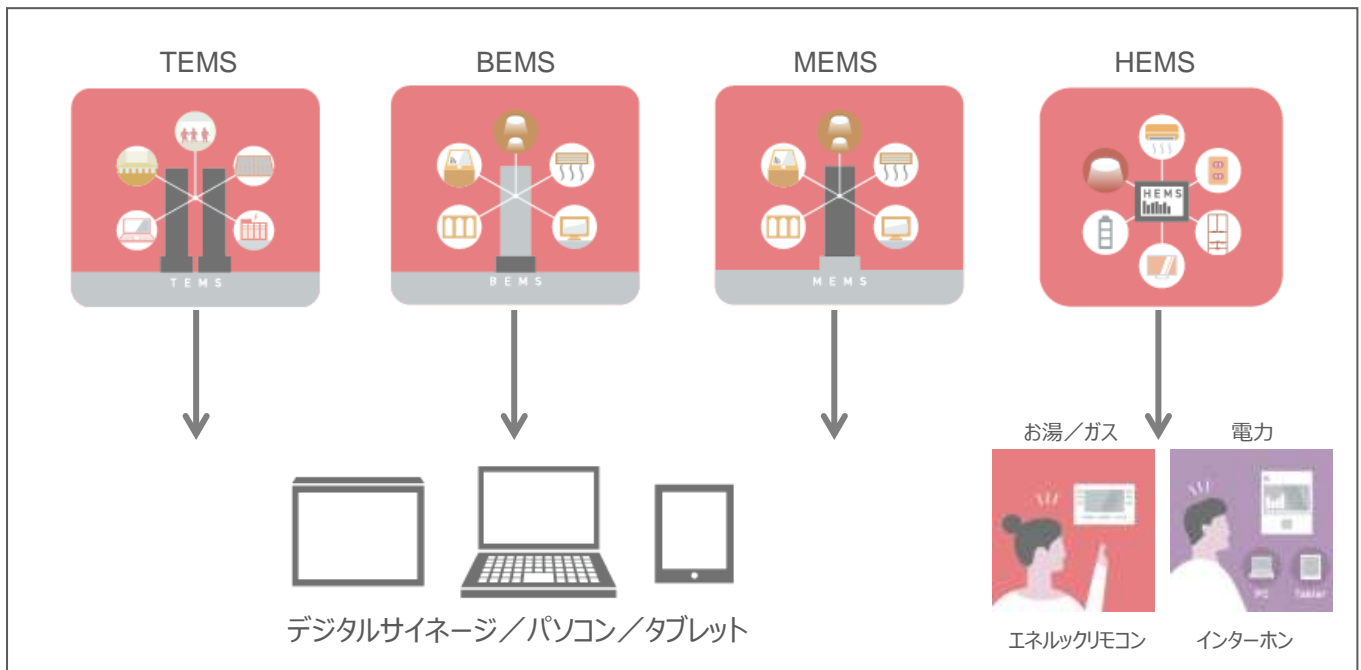 TEMS
BEMS
MEMS
HEMS
TEMS
BEMS
MEMS
HEMS
お湯／ガス
電力
PC
Tablet
デジタルサイネージ／パソコン／タブレット
エネルックリモコン
インターホン